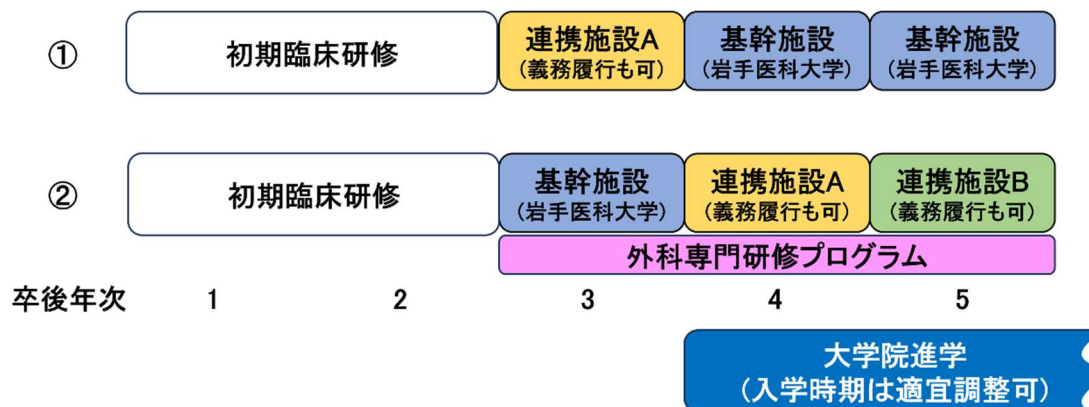 ①
初期臨床研修
連携施設A
(義務履行も可)
基幹施設
(岩手医科大学)
基幹施設
(岩手医科大学)
②
初期臨床研修
基幹施設
(岩手医科大学)
連携施設A
(義務履行も可)
連携施設B
(義務履行も可)
外科専門研修プログラム
卒後年次 1 2 3 4 5
大学院進学
(入学時期は適宜調整可)